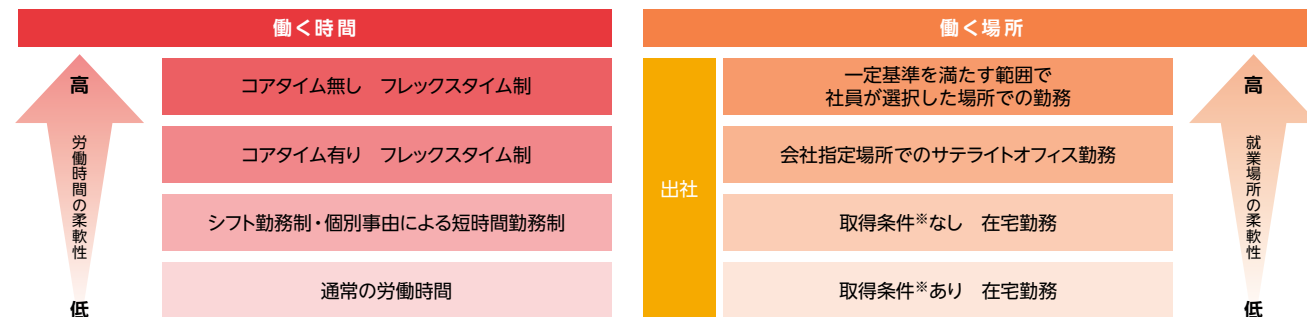 働く時間
高
労働時間の柔軟性
低
コアタイム無し　フレックスタイム制
コアタイム有り　フレックスタイム制
シフト勤務制・個別事由による短時間勤務制
通常の労働時間
働く場所
出社
一定基準を満たす範囲で
社員が選択した場所での勤務
会社指定場所でのサテライトオフィス勤務
取得条件※なし　在宅勤務
取得条件※あり　在宅勤務
高
就業場所の柔軟性
低